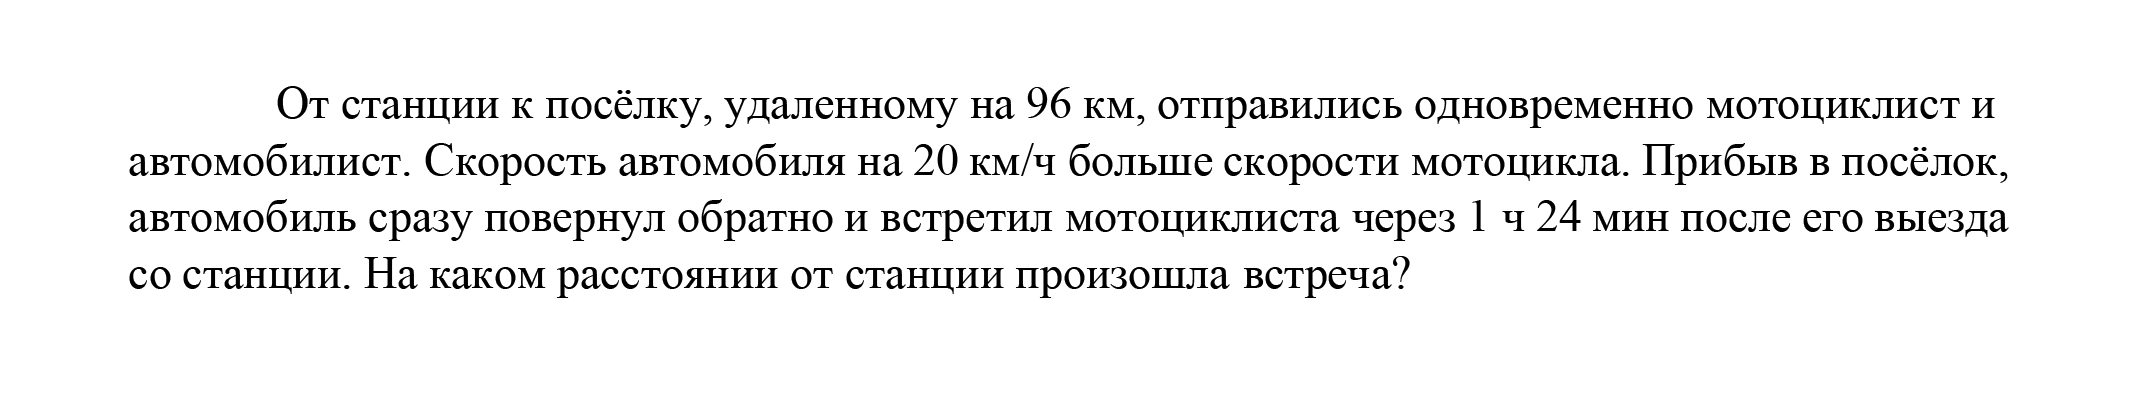 От станции к посёлку, удаленному на 96 км, отправились одновременно мотоциклист и
автомобилист. Скорость автомобиля на 20 км/ч больше скорости мотоцикла. Прибыв в посёлок,
автомобиль сразу повернул обратно и встретил мотоциклиста через 1 ч 24 мин после его выезда
со станции. На каком расстоянии от станции произошла встреча?